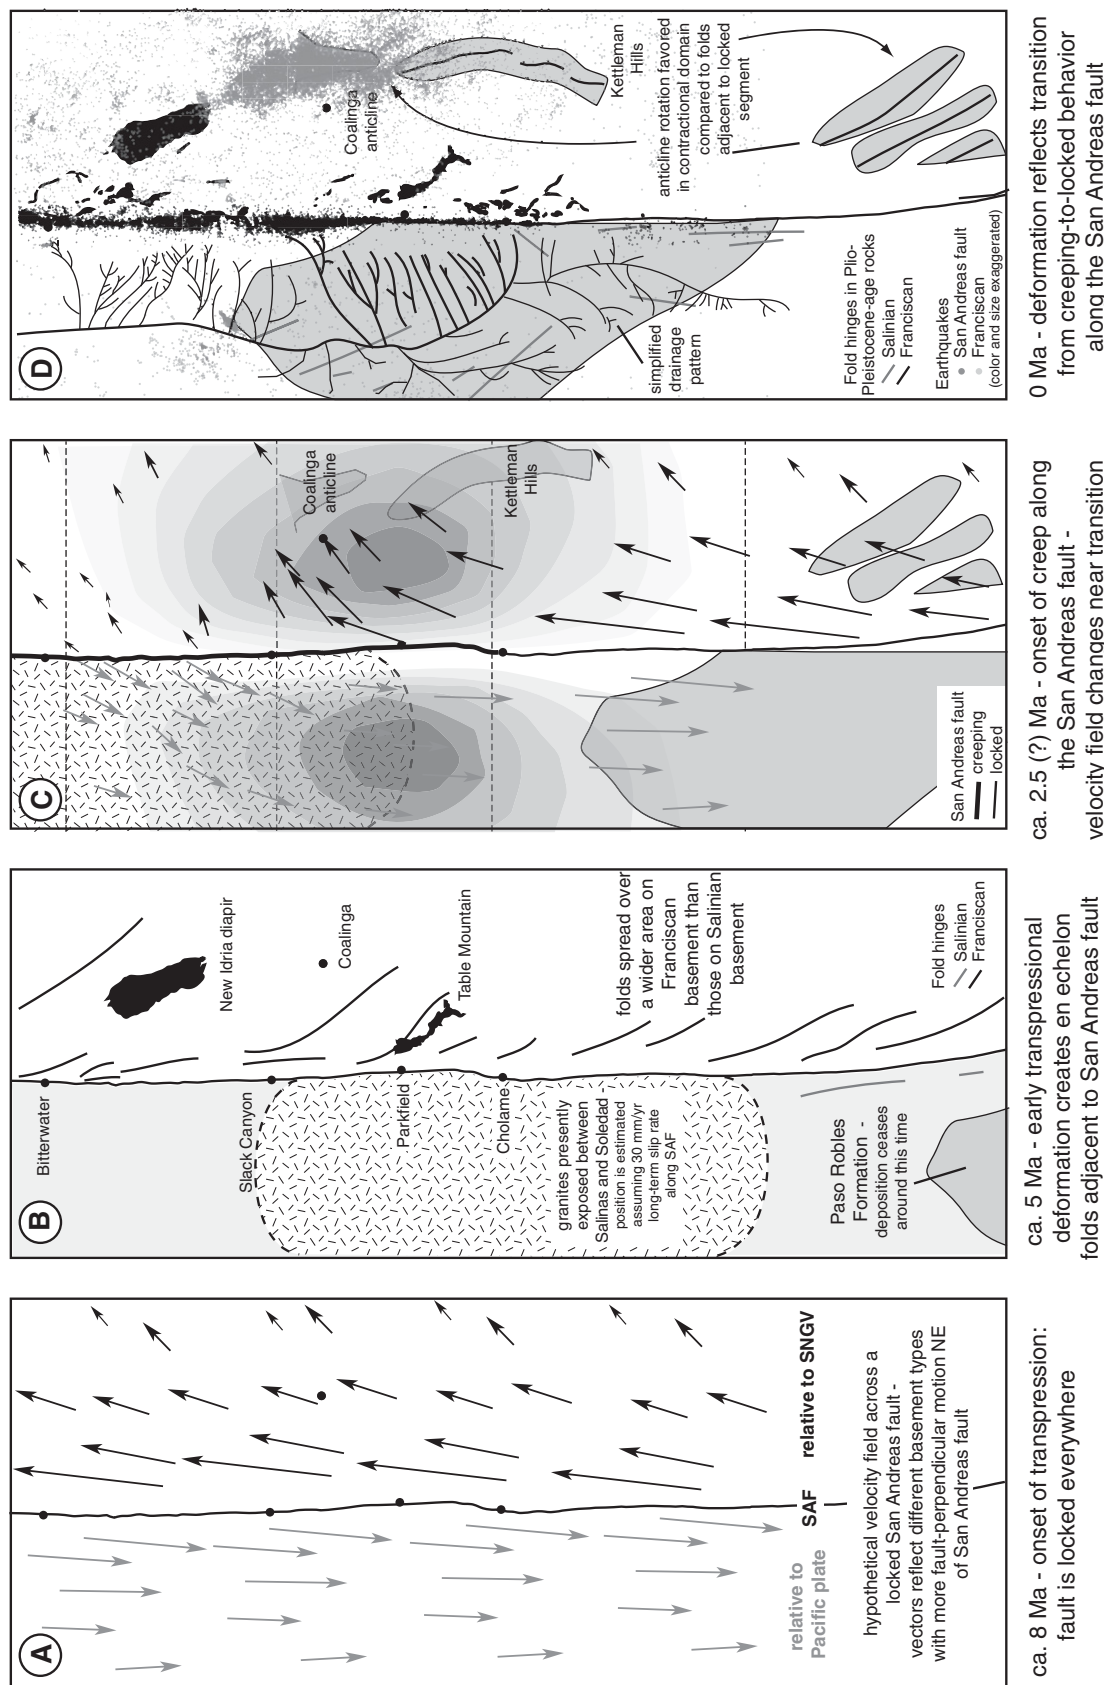 A
relative to
Pacific plate
SAF
relative to SNGV
hypothetical velocity field across a
locked San Andreas fault -
vectors reflect different basement types
with more fault-perpendicular motion NE
of San Andreas fault
ca. 8 Ma - onset of transpression:
fault is locked everywhere
B
Bitterwater
Slack Canyon
Parkfield
Cholame
New Idria diapir
Coalinga
Table Mountain
granites presently
exposed between
Salinas and Soledad -
position is estimated
assuming 30 mm/yr
long-term slip rate
along SAF
folds spread over
a wider area on
Franciscan
basement than
those on Salinian
basement
Paso Robles
Formation -
deposition ceases
around this time
Fold hinges
Salinian
Franciscan
ca. 5 Ma - early transpressional
deformation creates en echelon
folds adjacent to San Andreas fault
C
Coalinga
anticline
Kettleman
Hills
San Andreas fault
creeping
locked
ca. 2.5 (?) Ma - onset of creep along
the San Andreas fault -
velocity field changes near transition
D
Coalinga
anticline
Kettleman
Hills
anticline rotation favored
in contractional domain
compared to folds
adjacent to locked
segment
simplified
drainage
pattern
Fold hinges in Plio-
Pleistocene-age rocks
Salinian
Franciscan
Earthquakes
San Andreas fault
Franciscan
(color and size exaggerated)
0 Ma - deformation reflects transition
from creeping-to-locked behavior
along the San Andreas fault